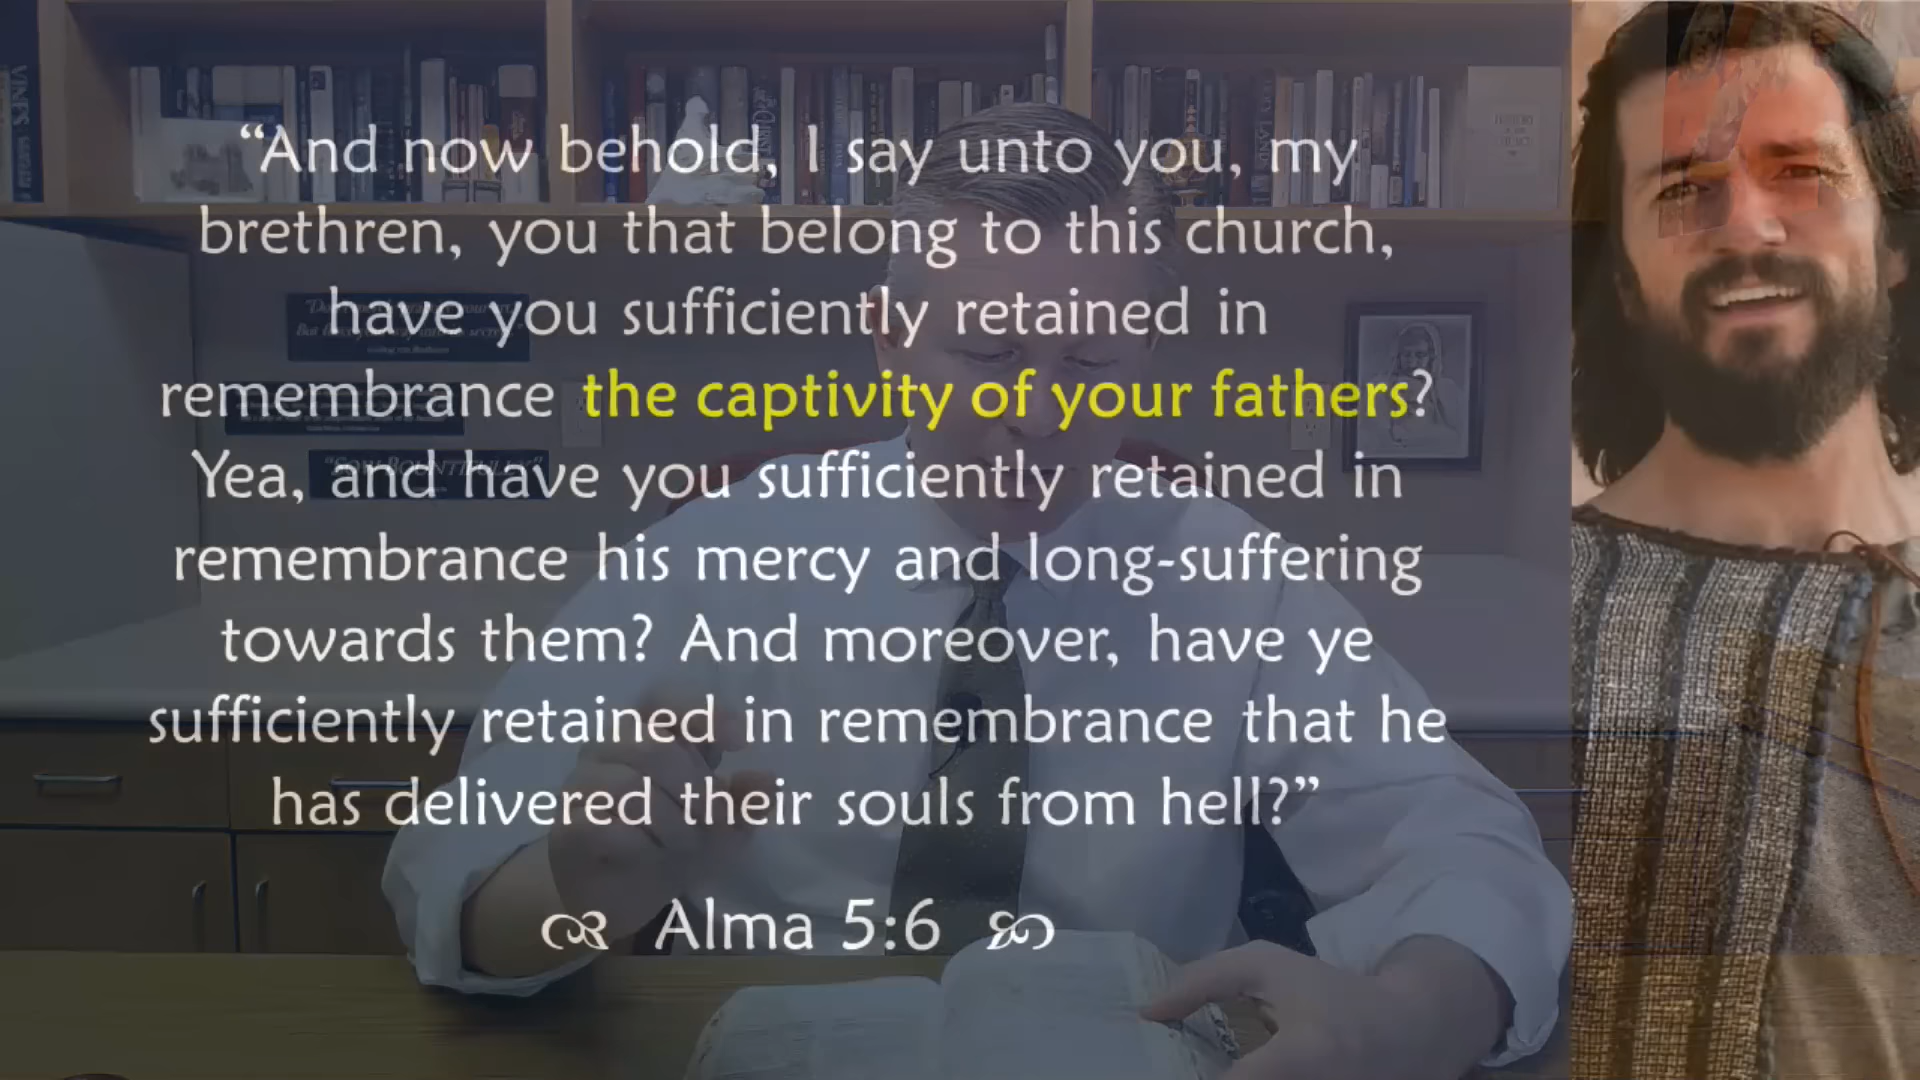 “And now behold, I say unto you, my
brethren, you that belong to this church,
have you sufficiently retained in
remembrance the captivity of your fathers?
Yea, and have you sufficiently retained in
remembrance his mercy and long-suffering
towards them? And moreover, have ye
sufficiently retained in remembrance that he
has delivered their souls from hell?”
Alma 5:6
“SOW BOUNTIFULLY”